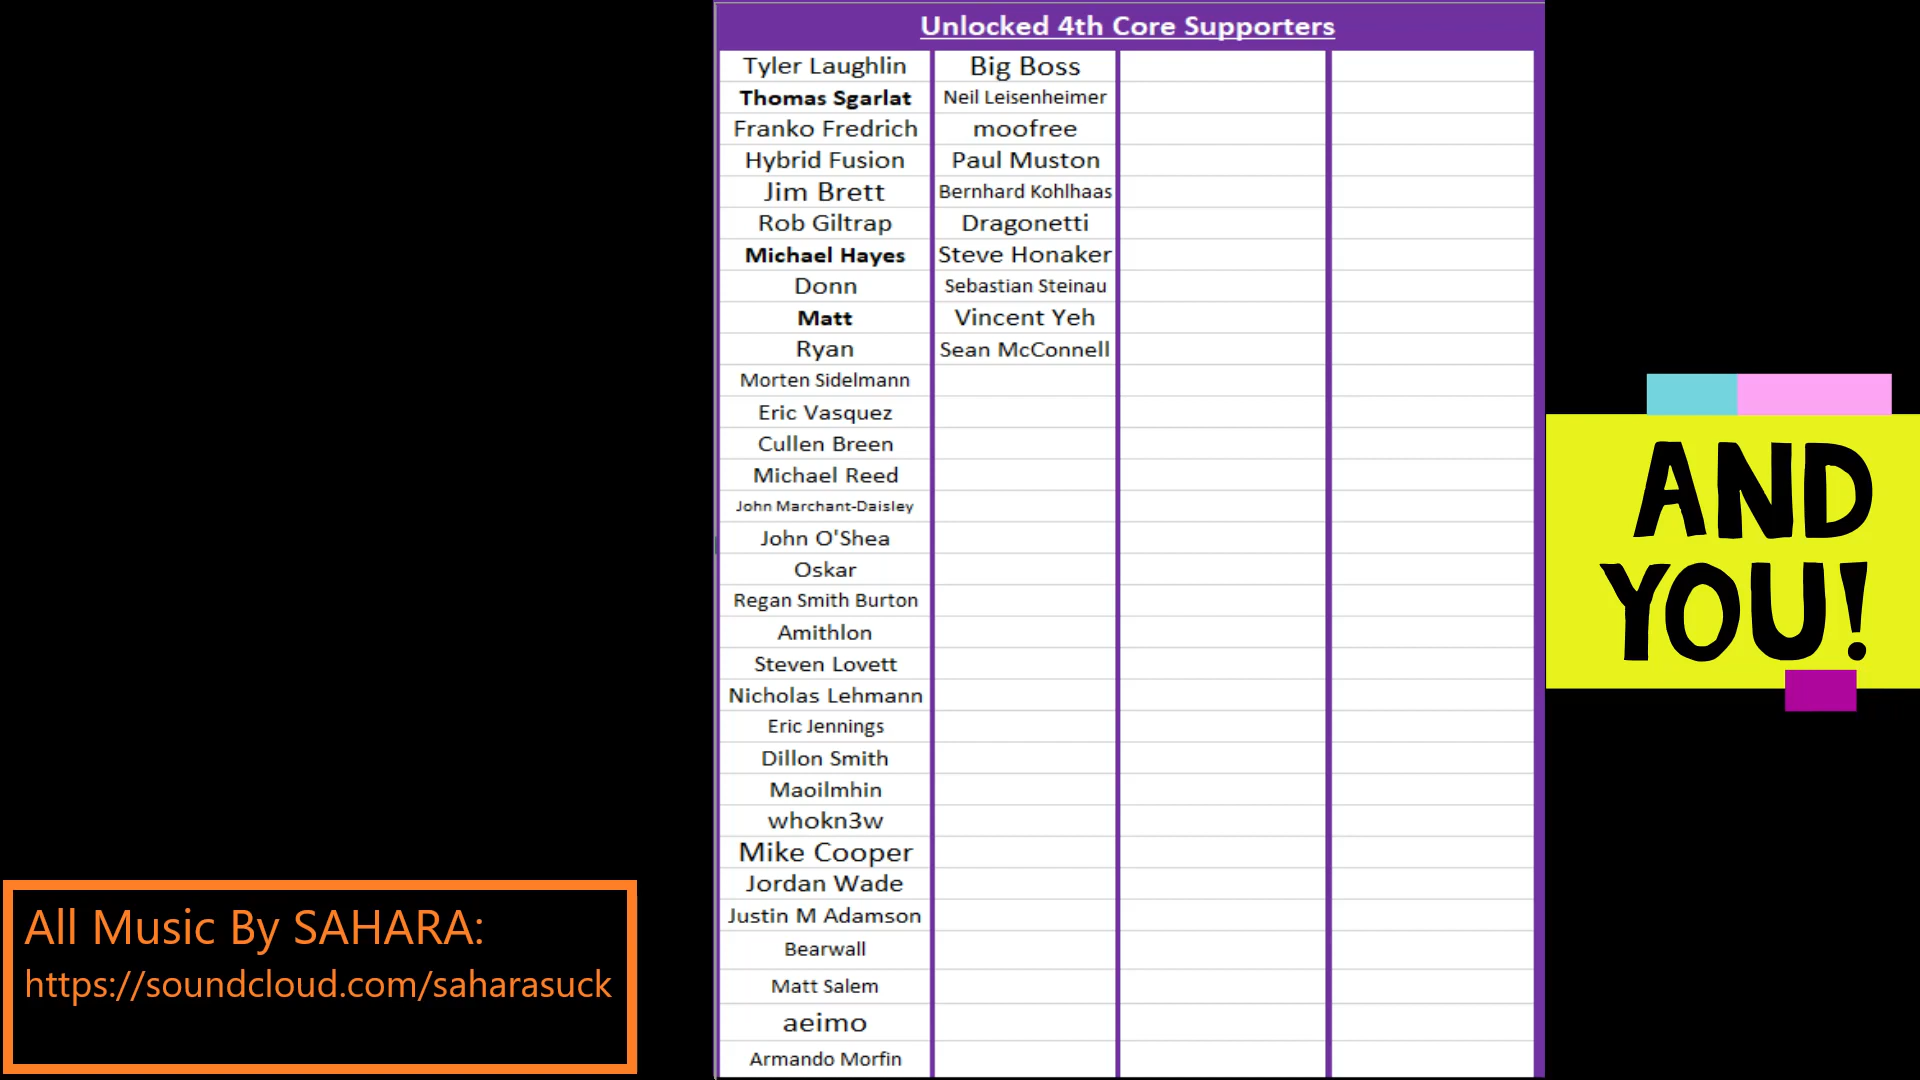 Unlocked 4th Core Supporters
Tyler Laughlin
Thomas Sgarlat
Franko Fredrich
Hybrid Fusion
Jim Brett
Rob Giltrap
Michael Hayes
Donn
Matt
Ryan
Morten Sidelmann
Eric Vasquez
Cullen Breen
Michael Reed
John Marchant-Daisley
John O'Shea
Oskar
Regan Smith Burton
Amithlon
Steven Lovett
Nicholas Lehmann
Eric Jennings
Dillon Smith
Maoilmhin
whokn3w
Mike Cooper
Jordan Wade
Justin M Adamson
Bearwall
Matt Salem
aeimo
Armando Morfin
Big Boss
Neil Leisenheimer
moofree
Paul Muston
Bernhard Kohlhaas
Dragonetti
Steve Honaker
Sebastian Steinau
Vincent Yeh
Sean McConnell
AND
YOU!
All Music By SAHARA:
https://soundcloud.com/saharasuck